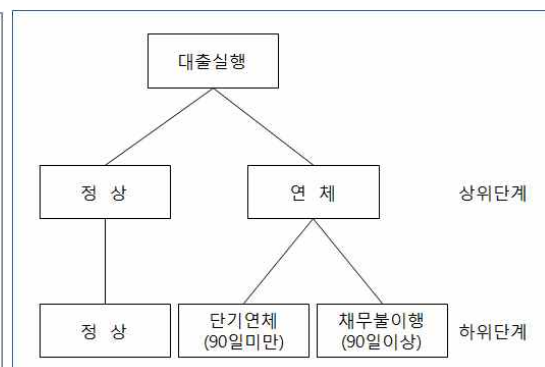 대출실행
정 상
연 체
상위단계
정 상
단기연체
(90일미만)
채무불이행
(90일이상)
하위단계